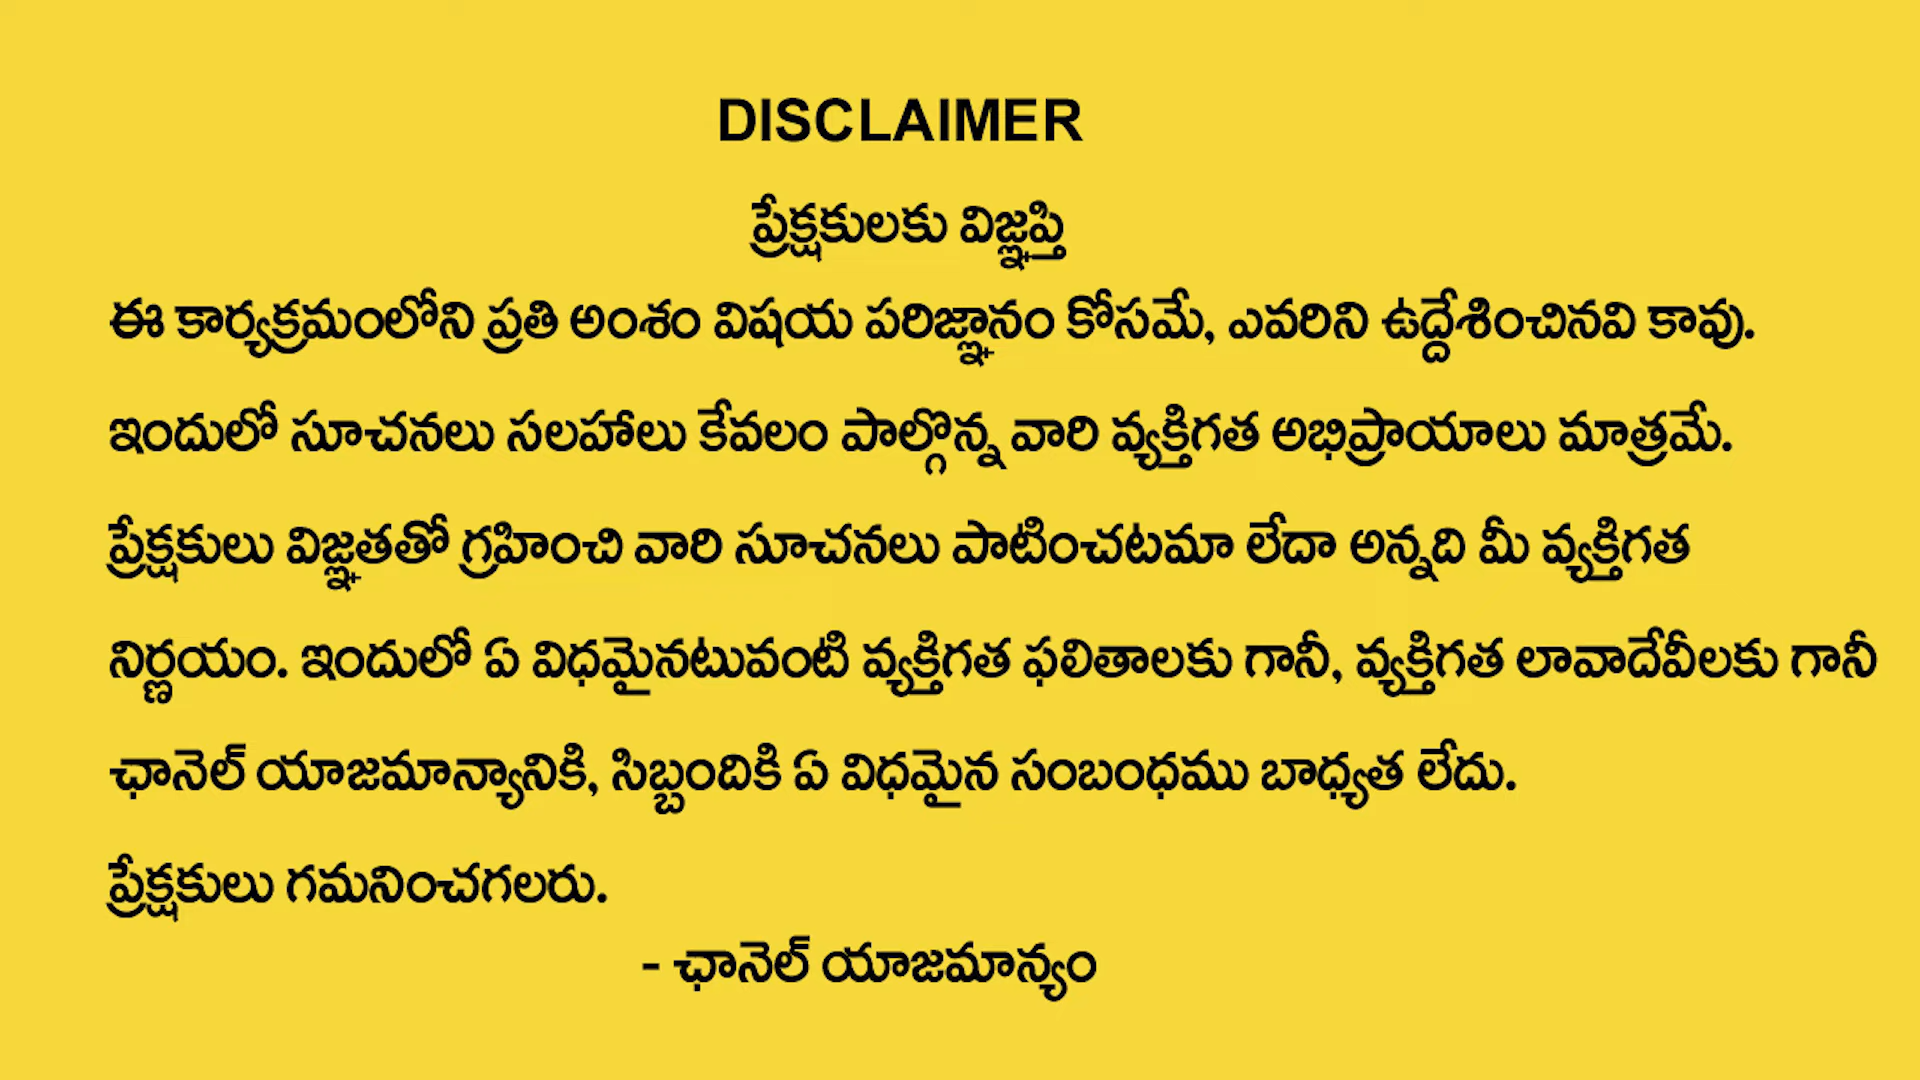 DISCLAIMER
ప్రేక్షకులకు విజ్ఞప్తి
ఈ కార్యక్రమంలోని ప్రతి అంశం విషయ పరిజ్ఞానం కోసమే, ఎవరిని ఉద్దేశించినవి కావు.
ఇందులో సూచనలు సలహాలు కేవలం పాల్గొన్న వారి వ్యక్తిగత అభిప్రాయాలు మాత్రమే.
ప్రేక్షకులు విజ్ఞతతో గ్రహించి వారి సూచనలు పాటించటమా లేదా అన్నది మీ వ్యక్తిగత
నిర్ణయం. ఇందులో ఏ విధమైనటువంటి వ్యక్తిగత ఫలితాలకు గానీ, వ్యక్తిగత లావాదేవీలకు గానీ
ఛానెల్ యాజమాన్యానికి, సిబ్బందికి ఏ విధమైన సంబంధము బాధ్యత లేదు.
ప్రేక్షకులు గమనించగలరు.
- ఛానెల్ యాజమాన్యం